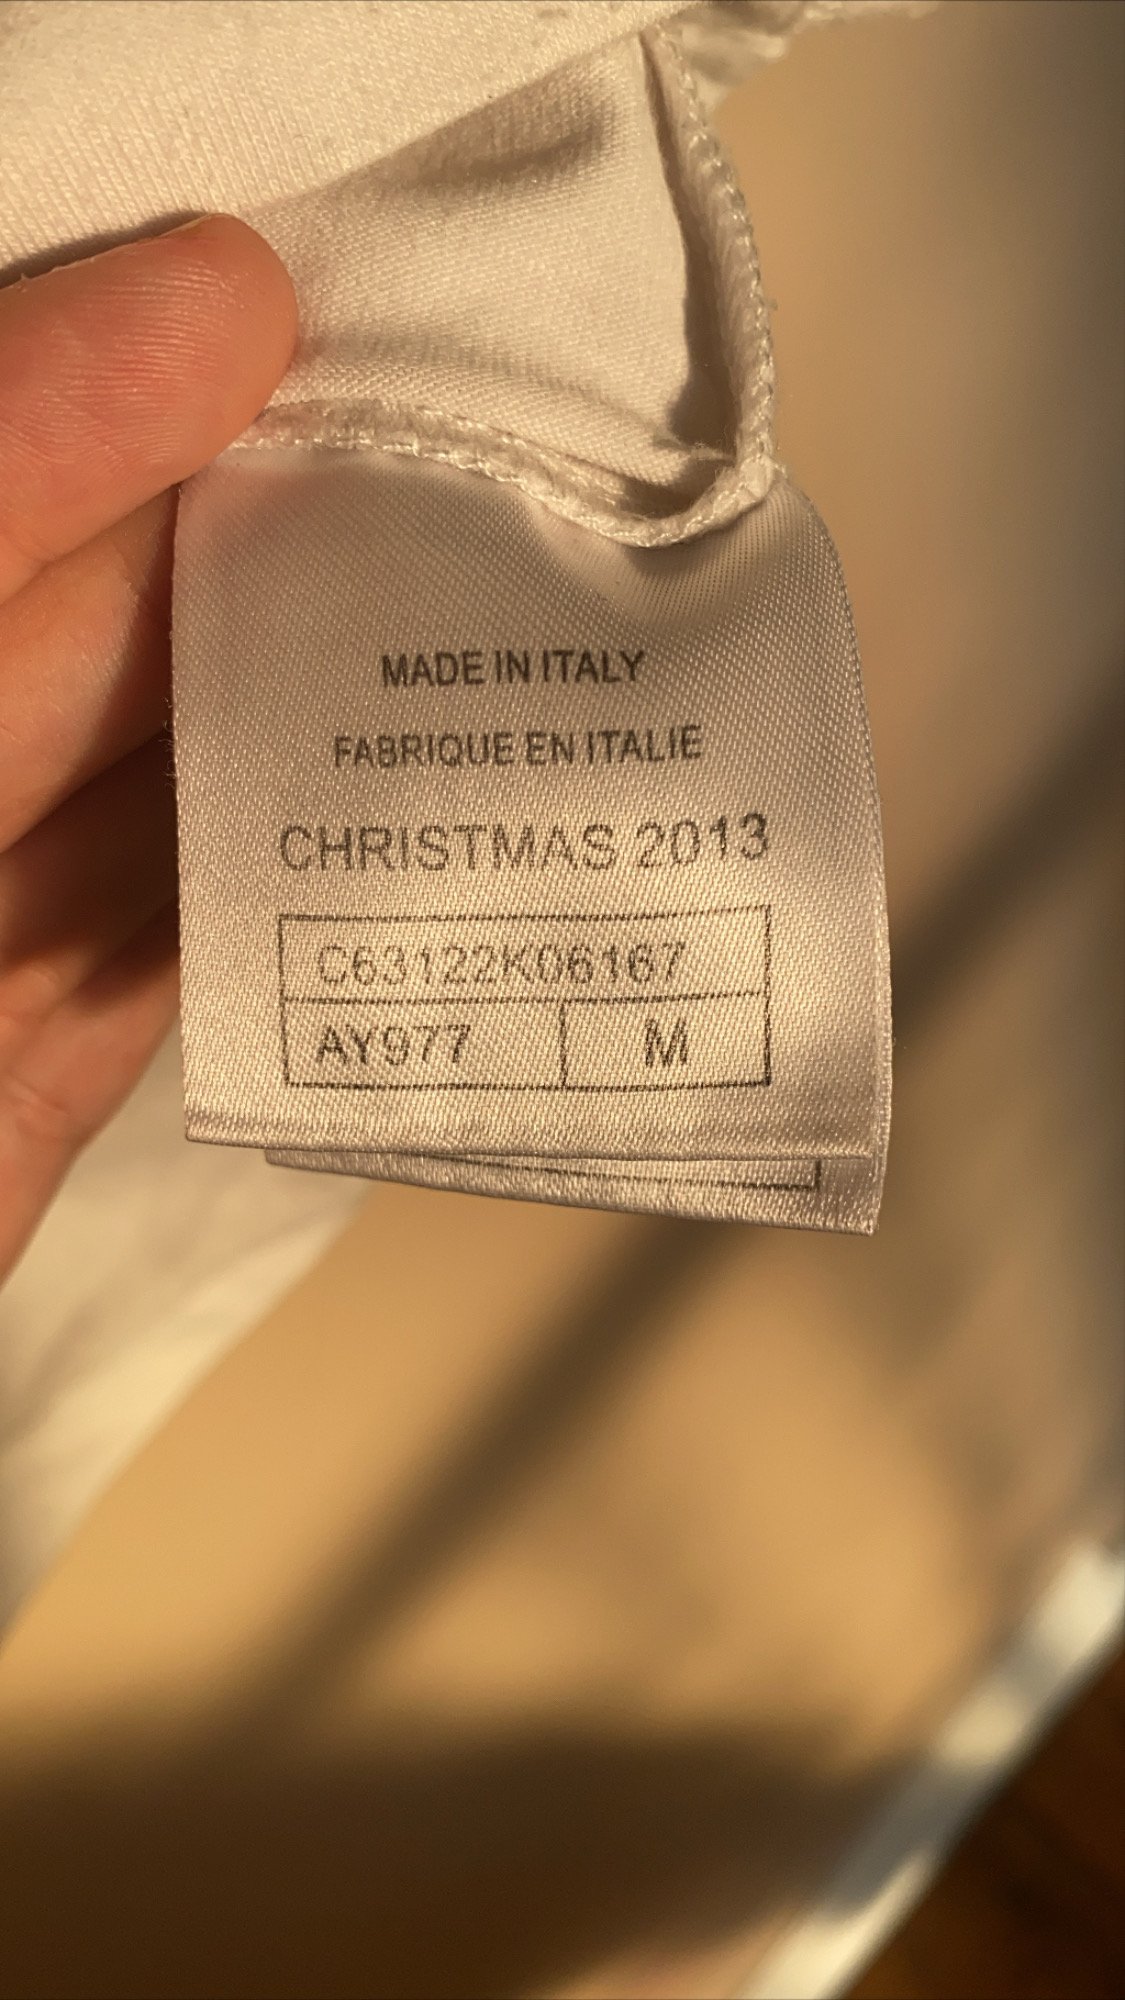 MADE IN ITALY
FABRIQUE EN ITALIE
CHRISTMAS 2013
C63122K06167
AY977
M